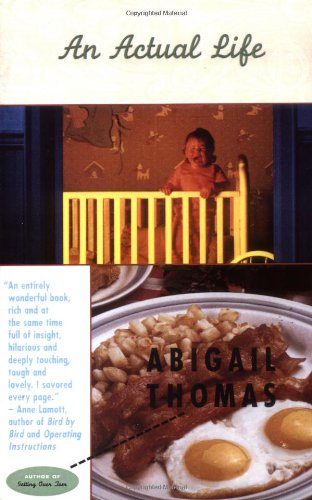 Copyrighted Material
An Actual Life
"An entirely
wonderful book,
rich and at
the same time
full of insight,
hilarious and
deeply touching,
tough and
lovely. I savored
every page."
– Anne Lamott,
author of Bird by
Bird and Operating
Instructions
ABIGAIL
THOMAS
AUTHOR OF
Getting Over Tom
Copyrighted Material